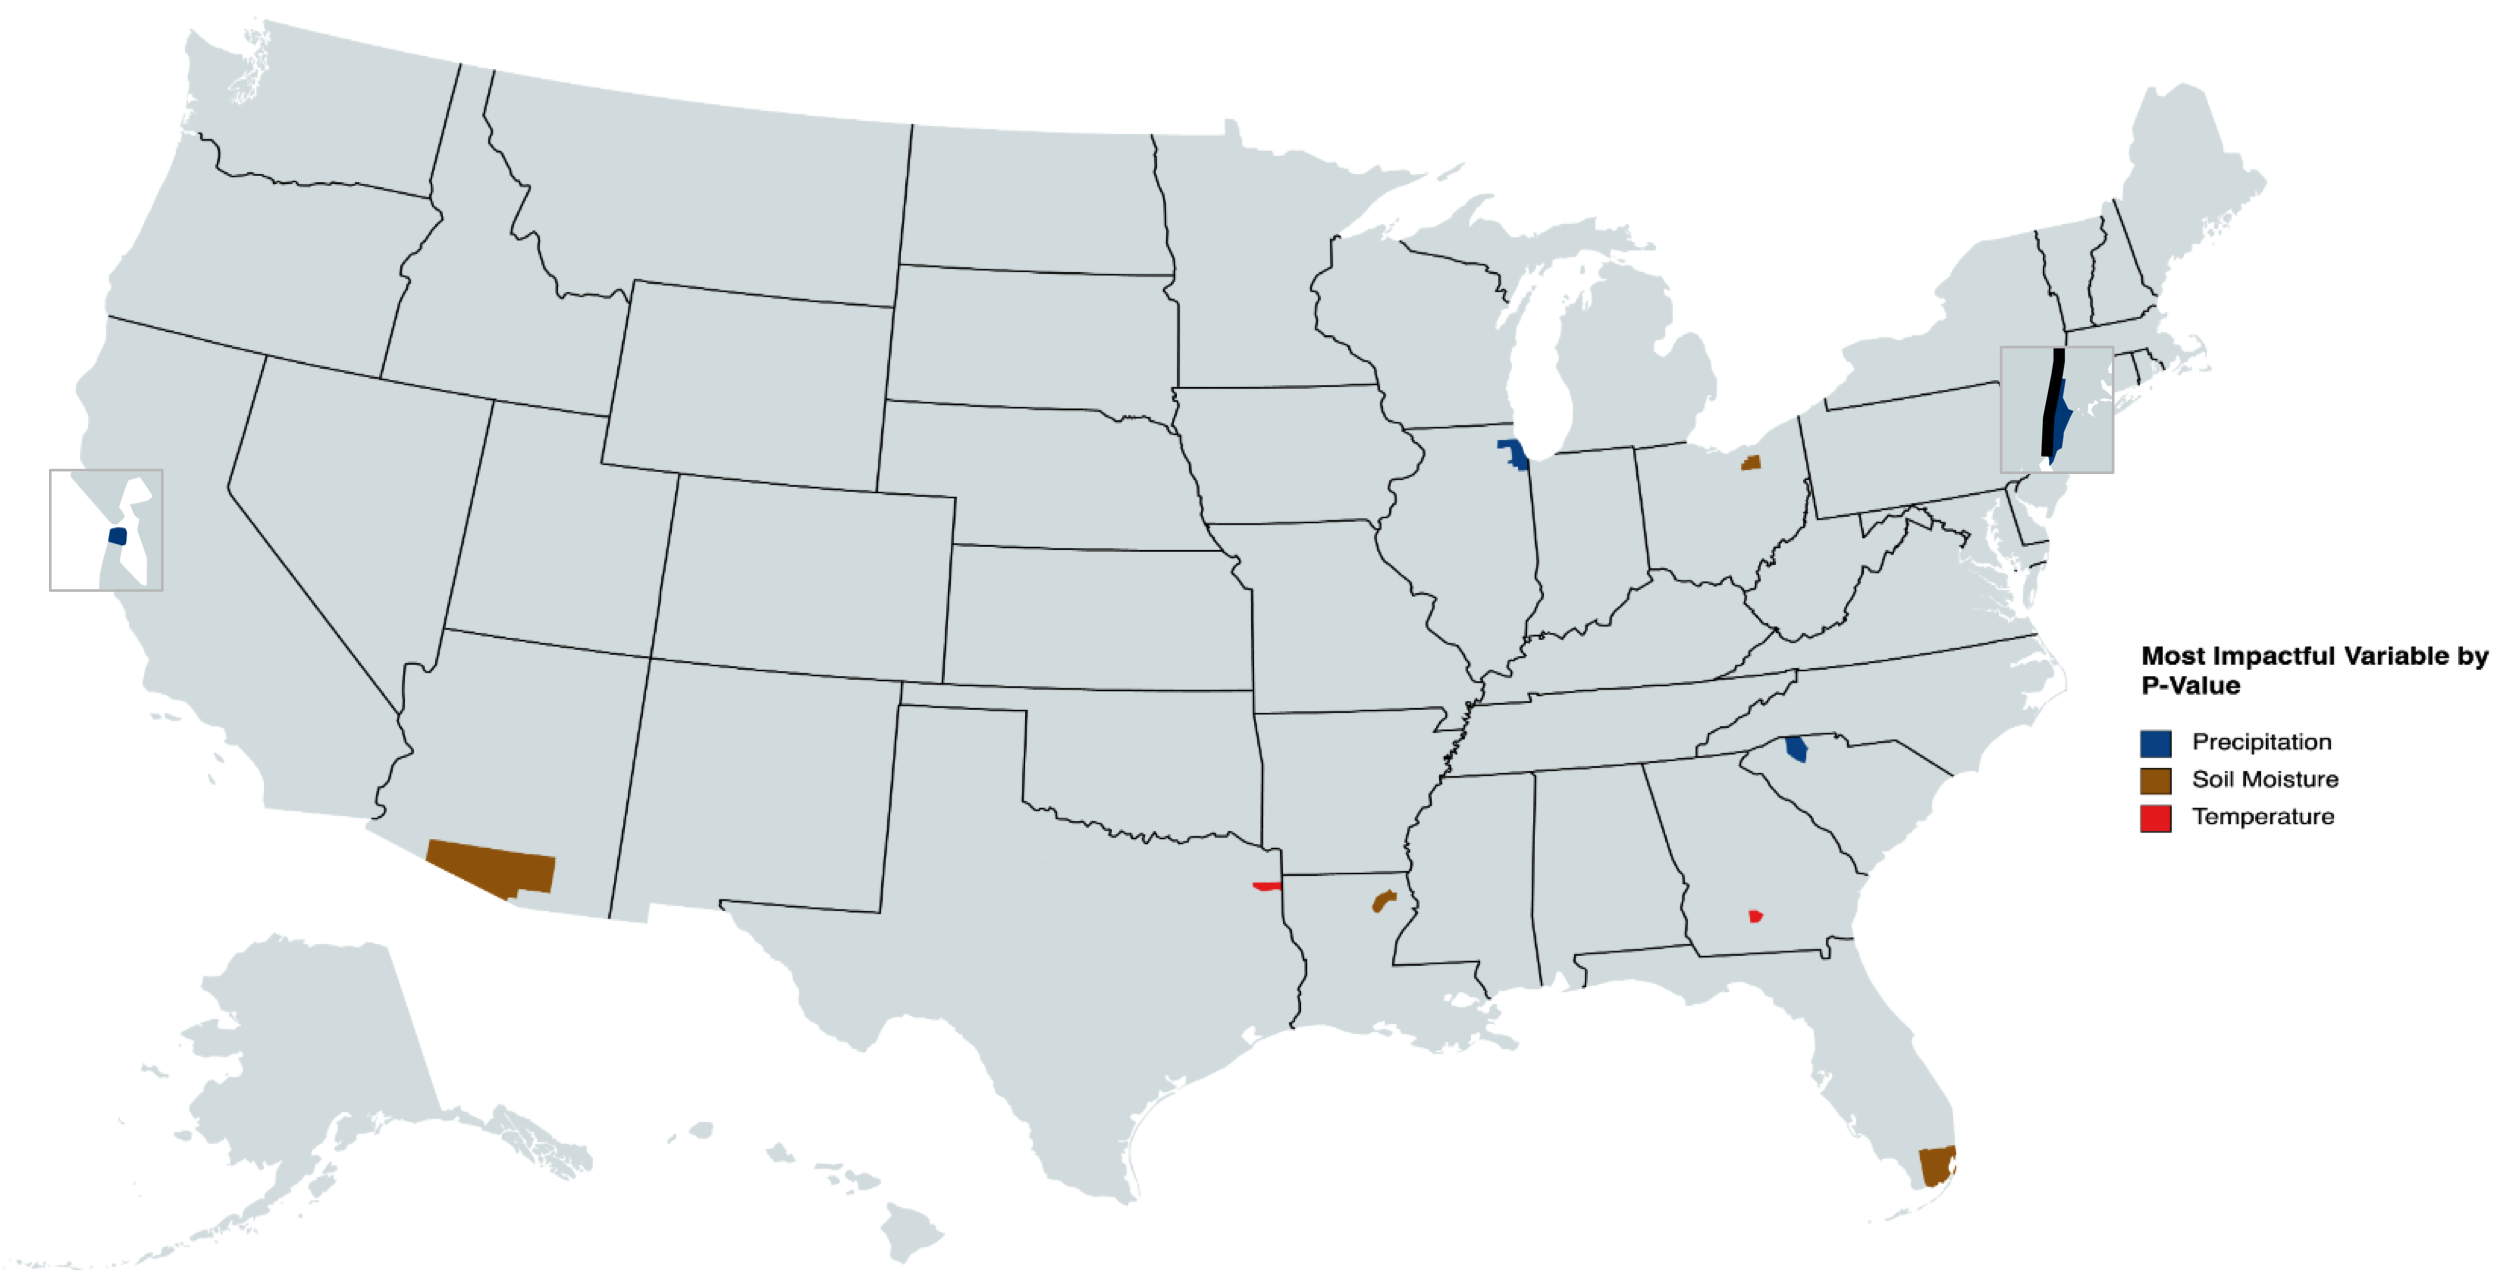 Most Impactful Variable by
P-Value
Precipitation
Soil Moisture
Temperature